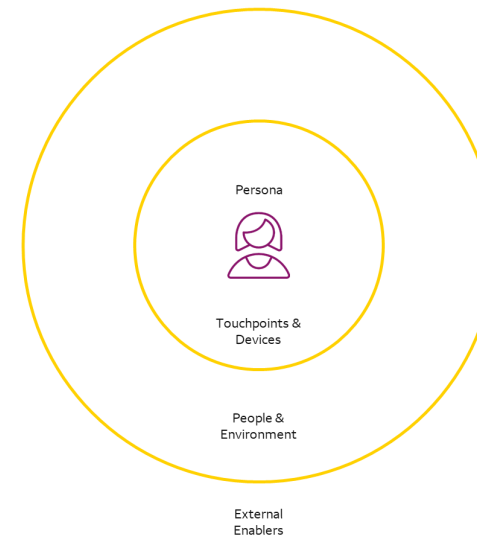 Persona
Touchpoints &
Devices
People &
Environment
External
Enablers